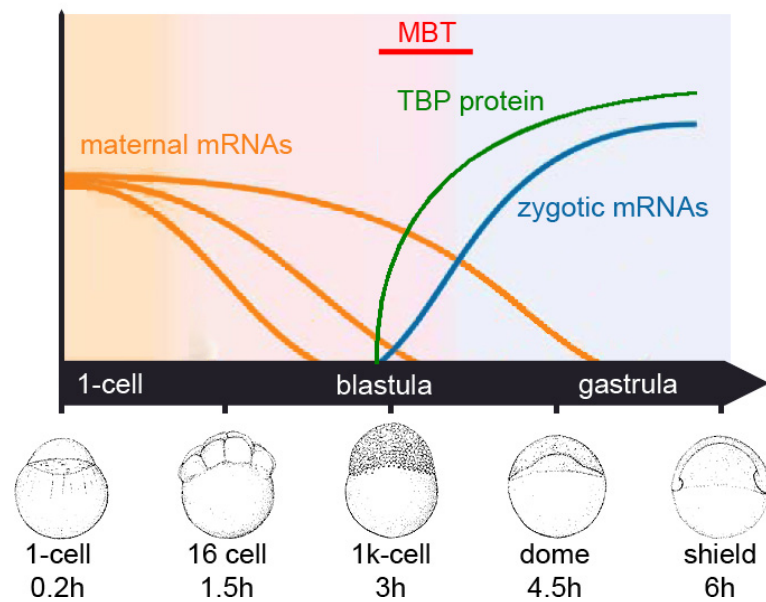 MBT
TBP protein
maternal mRNAs
zygotic mRNAs
1-cell blastula gastrula
1-cell 16 cell 1k-cell dome shield
0.2h 1.5h 3h 4.5h 6h